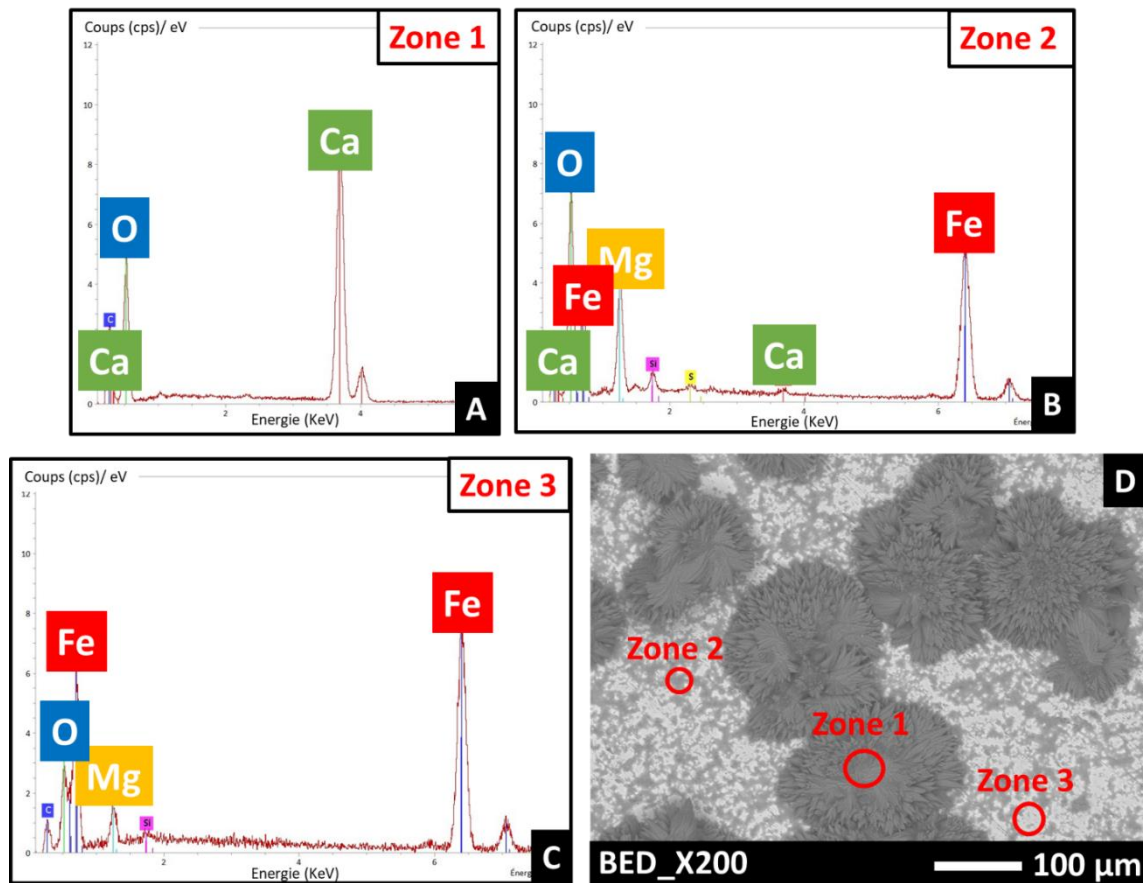 Coups (cps)/ eV
Zone 1
12
10
8
6
4
2
0
Ca
O
C
Ca
2
4
Energie (KeV)
A
Coups (cps)/ eV
Zone 2
12
10
8
6
4
2
0
O
Fe
Mg
Fe
Ca
Si
S
Ca
2
4
6
Energie (KeV)
B
Coups (cps)/ eV
Zone 3
12
10
8
6
4
2
0
Fe
Fe
O
Mg
C
Si
2
4
6
Energie (KeV)
C
D
Zone 2
Zone 1
Zone 3
BED_X200
100 µm